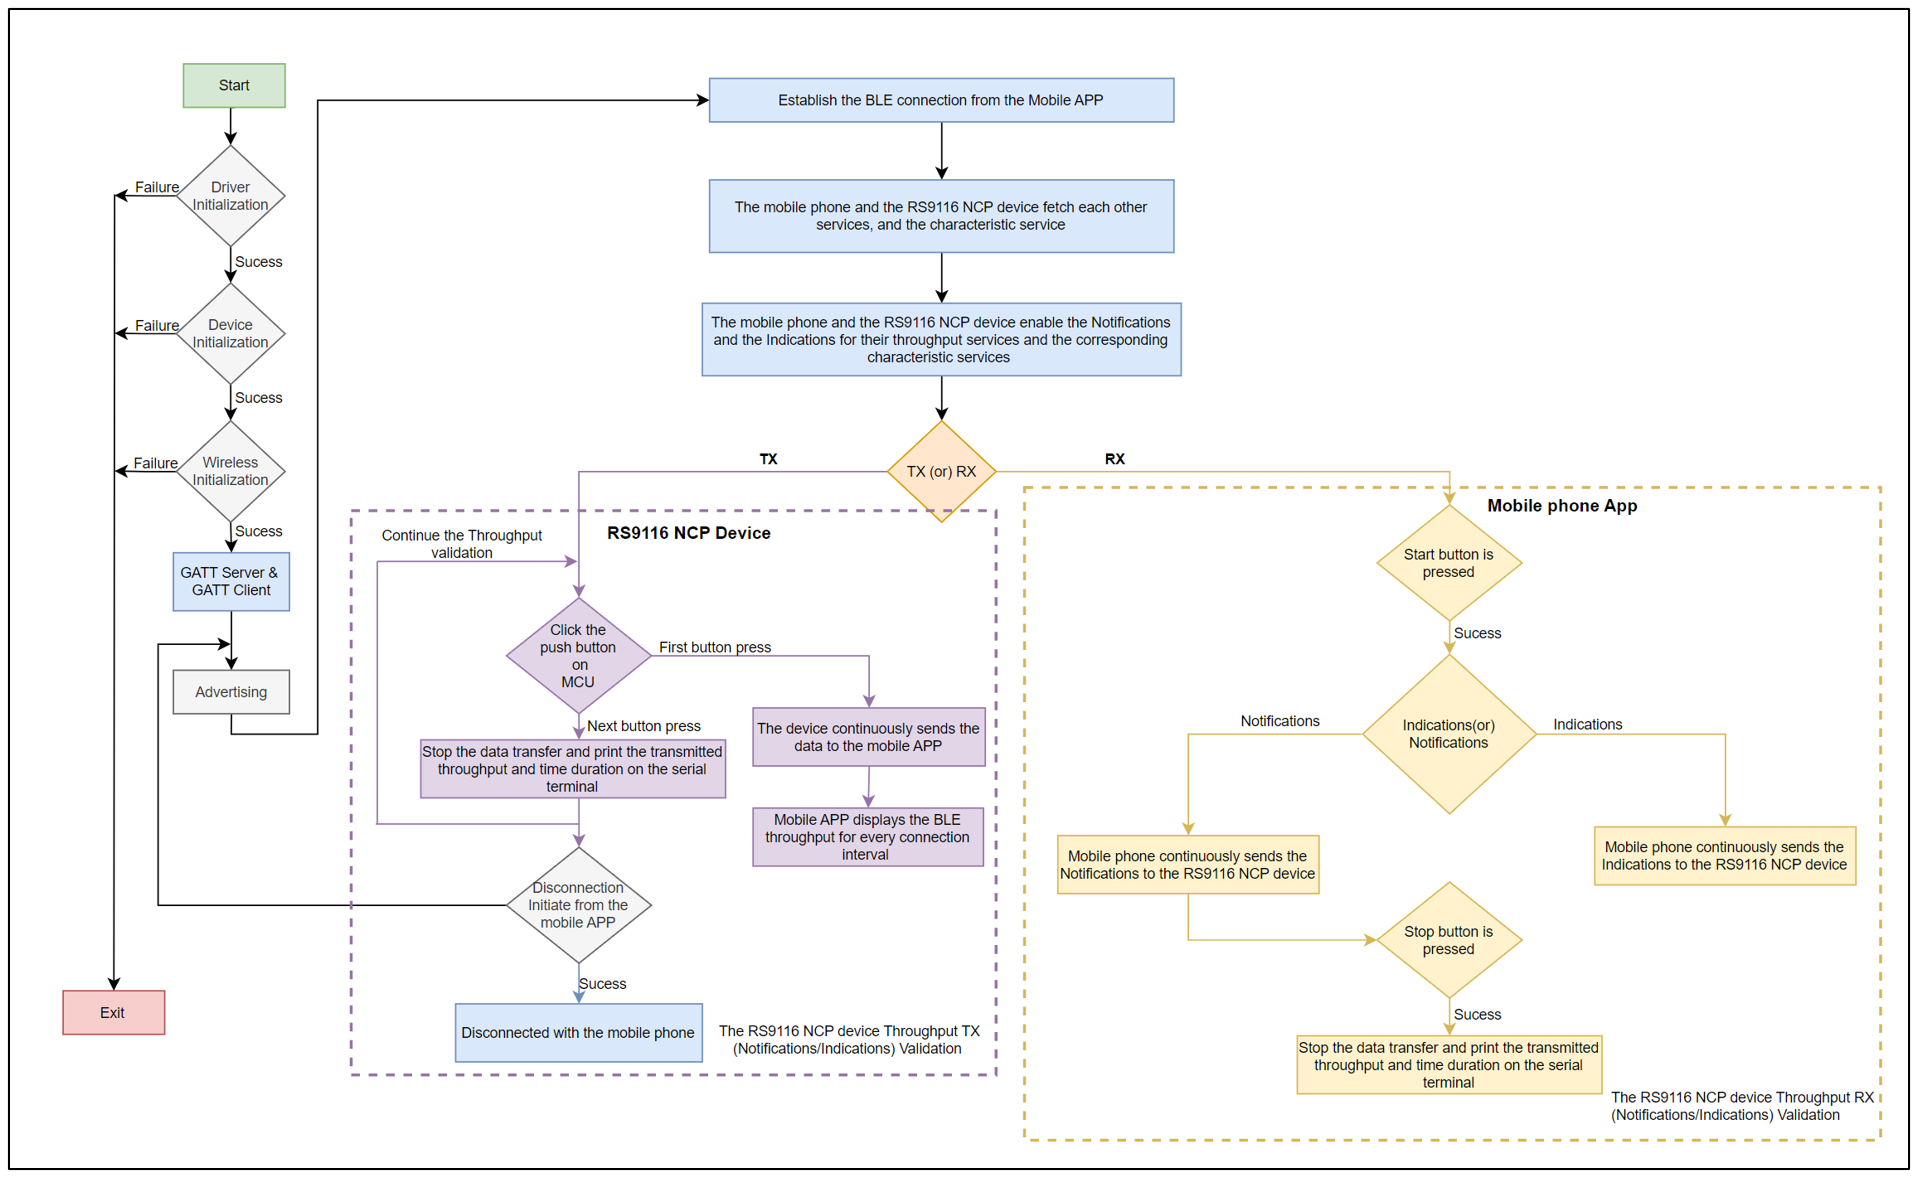 Start
Driver
Initialization
Failure
Sucess
Device
Initialization
Failure
Sucess
Wireless
Initialization
Failure
Sucess
GATT Server &
GATT Client
Advertising
Exit
Establish the BLE connection from the Mobile APP
The mobile phone and the RS9116 NCP device fetch each other
services, and the characteristic service
The mobile phone and the RS9116 NCP device enable the Notifications
and the Indications for their throughput services and the corresponding
characteristic services
TX (or) RX
TX
RX
RS9116 NCP Device
Continue the Throughput
validation
Click the
push button
on
MCU
First button press
Next button press
Stop the data transfer and print the transmitted
throughput and time duration on the serial
terminal
The device continuously sends the
data to the mobile APP
Mobile APP displays the BLE
throughput for every connection
interval
Disconnection
Initiate from the
mobile APP
Sucess
Disconnected with the mobile phone
The RS9116 NCP device Throughput TX
(Notifications/Indications) Validation
Mobile phone App
Start button is
pressed
Sucess
Indications(or)
Notifications
Notifications
Indications
Mobile phone continuously sends the
Notifications to the RS9116 NCP device
Mobile phone continuously sends the
Indications to the RS9116 NCP device
Stop button is
pressed
Sucess
Stop the data transfer and print the transmitted
throughput and time duration on the serial
terminal
The RS9116 NCP device Throughput RX
(Notifications/Indications) Validation